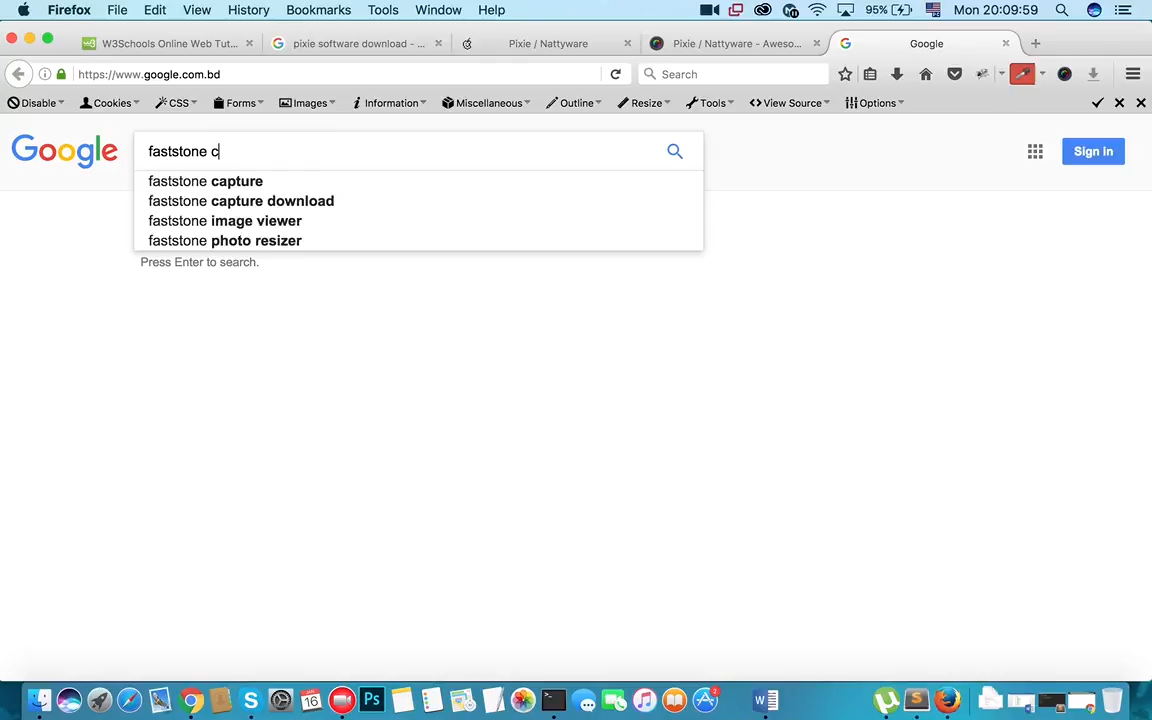 Firefox File Edit View History Bookmarks Tools Window Help 95% Mon 20:09:59
W3Schools Online Web Tut... pixie software download - ... Pixie / Nattyware Pixie / Nattyware - Aweso... Google
https://www.google.com.bd Search
Disable Cookies CSS Forms Images Information Miscellaneous Outline Resize Tools View Source Options
Google faststone c Sign in
faststone capture
faststone capture download
faststone image viewer
faststone photo resizer
Press Enter to search.